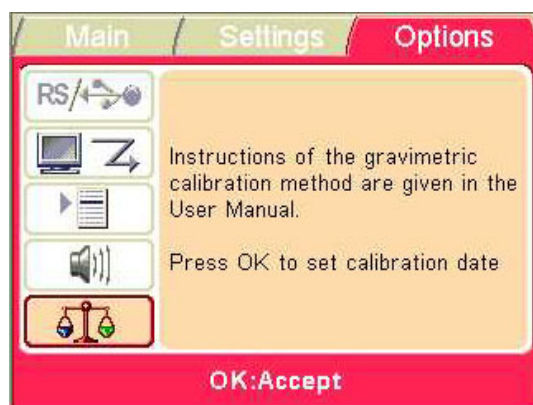 Main
Settings
Options
RS/
Instructions of the gravimetric
calibration method are given in the
User Manual.
Press OK to set calibration date
OK:Accept